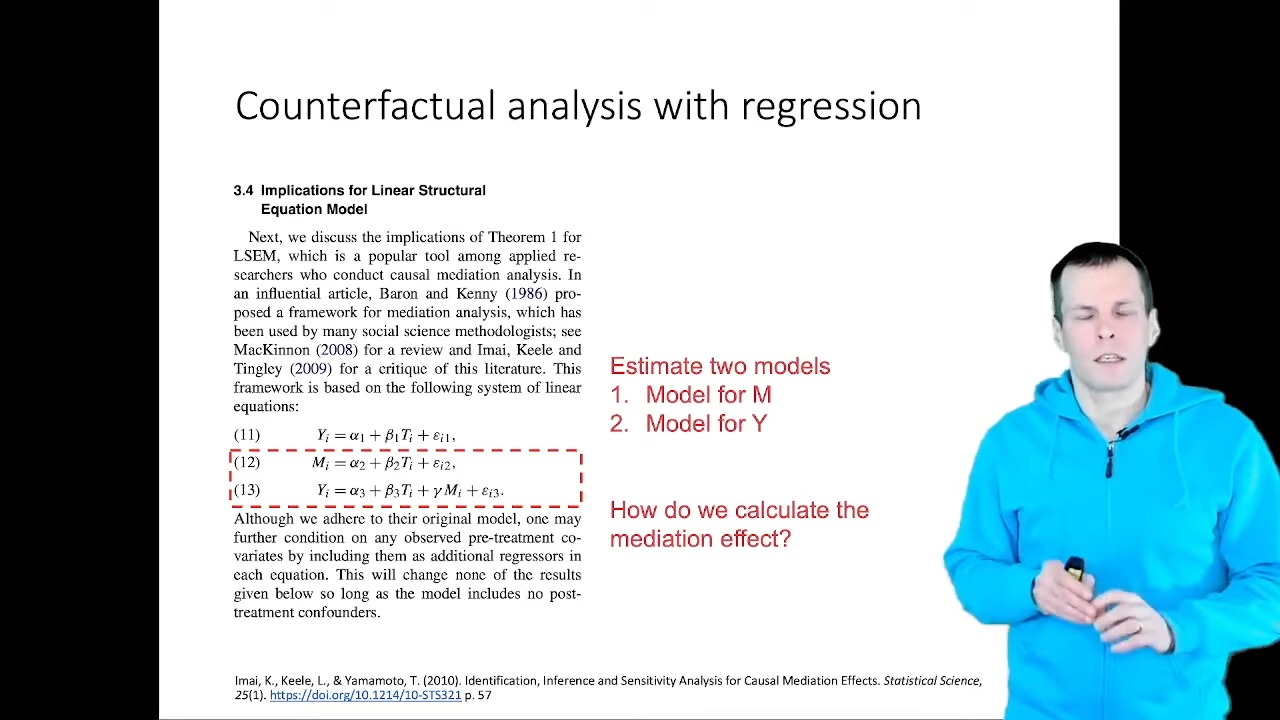 Counterfactual analysis with regression
3.4 Implications for Linear Structural
Equation Model
Next, we discuss the implications of Theorem 1 for
LSEM, which is a popular tool among applied re-
searchers who conduct causal mediation analysis. In
an influential article, Baron and Kenny (1986) pro-
posed a framework for mediation analysis, which has
been used by many social science methodologists; see
MacKinnon (2008) for a review and Imai, Keele and
Tingley (2009) for a critique of this literature. This
framework is based on the following system of linear
equations:
(11) Yᵢ = α₁ + β₁Tᵢ + εᵢ₁,
(12) Mᵢ = α₂ + β₂Tᵢ + εᵢ₂,
(13) Yᵢ = α₃ + β₃Tᵢ + γMᵢ + εᵢ₃.
Although we adhere to their original model, one may
further condition on any observed pre-treatment co-
variates by including them as additional regressors in
each equation. This will change none of the results
given below so long as the model includes no post-
treatment confounders.
Estimate two models
1. Model for M
2. Model for Y
How do we calculate the
mediation effect?
Imai, K., Keele, L., & Yamamoto, T. (2010). Identification, Inference and Sensitivity Analysis for Causal Mediation Effects. Statistical Science,
25(1). https://doi.org/10.1214/10-STS321 p. 57